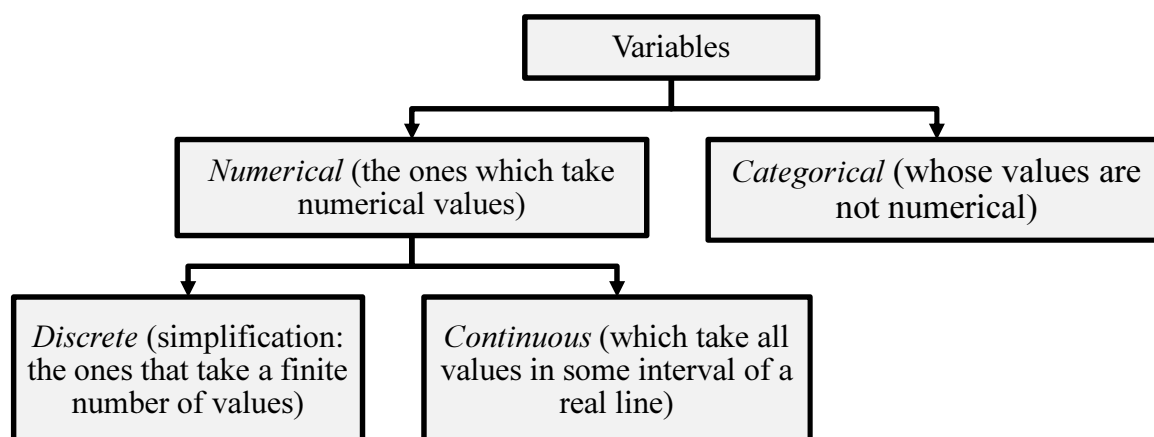 Variables
Numerical (the ones which take
numerical values)
Categorical (whose values are
not numerical)
Discrete (simplification:
the ones that take a finite
number of values)
Continuous (which take all
values in some interval of a
real line)